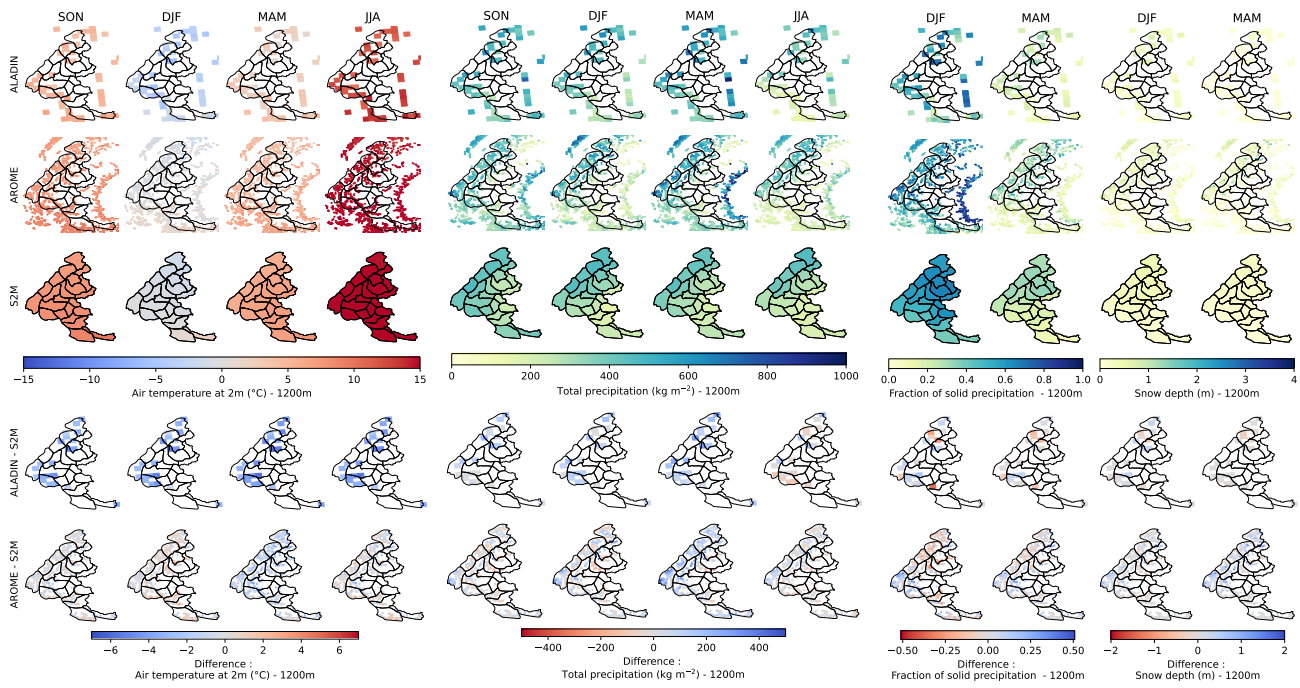 SON DJF MAM JJA SON DJF MAM JJA DJF MAM DJF MAM
ALADIN
AROME
S2M
−15 −10 −5 0 5 10 15
Air temperature at 2m (°C) - 1200m
0 200 400 600 800 1000
Total precipitation (kg m⁻²) - 1200m
0.0 0.2 0.4 0.6 0.8 1.0
Fraction of solid precipitation - 1200m
0 1 2 3 4
Snow depth (m) - 1200m
ALADIN - S2M
AROME - S2M
−6 −4 −2 0 2 4 6
Difference :
Air temperature at 2m (°C) - 1200m
−400 −200 0 200 400
Difference :
Total precipitation (kg m⁻²) - 1200m
−0.50 −0.25 0.00 0.25 0.50
Difference :
Fraction of solid precipitation - 1200m
−2 −1 0 1 2
Difference :
Snow depth (m) - 1200m